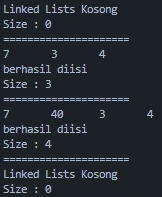 Linked Lists Kosong
Size : 0
====================
7 3 4
berhasil diisi
Size : 3
====================
7 40 3 4
berhasil diisi
Size : 4
====================
Linked Lists Kosong
Size : 0